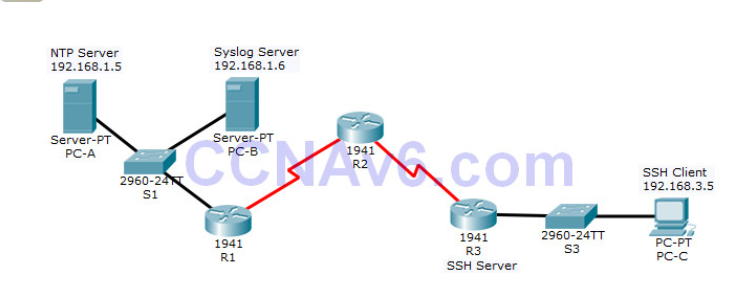 NTP Server
192.168.1.5
Syslog Server
192.168.1.6
Server-PT
PC-A
Server-PT
PC-B
1941
R2
CCNAv6.com
SSH Client
192.168.3.5
2960-24TT
S1
1941
R1
1941
R3
SSH Server
2960-24TT
S3
PC-PT
PC-C